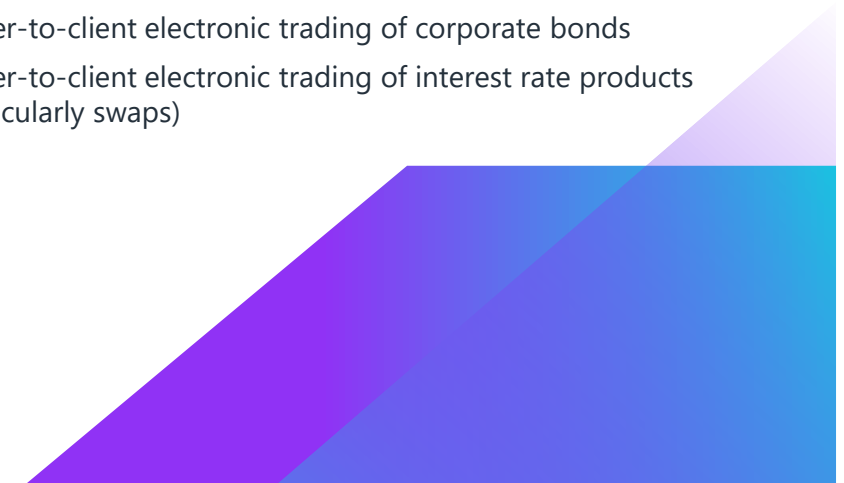 er-to-client electronic trading of corporate bonds
er-to-client electronic trading of interest rate products
cularly swaps)